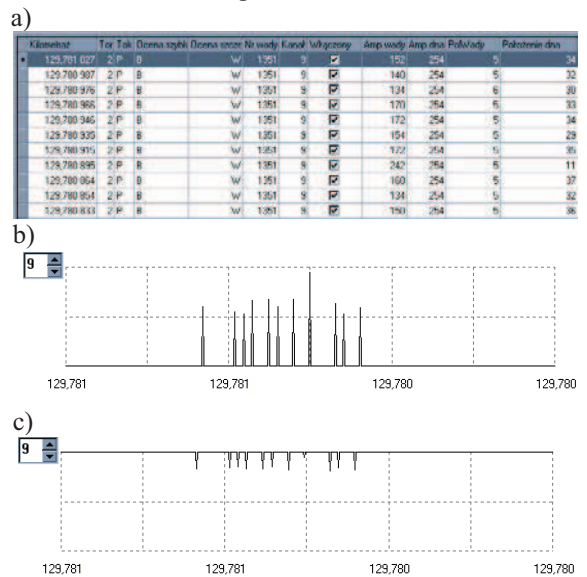 a)
Kilometraż Tor Tok Ocena szybk Ocena szcze Nr wady Kanał Włączony Amp.wady Amp.dna PołWady Położenie dna
129,781 027 2 P B W 1351 9 152 254 5 34
129,780 987 2 P B W 1351 9 140 254 5 32
129,780 976 2 P B W 1351 9 134 254 6 30
129,780 966 2 P B W 1351 9 170 254 5 33
129,780 946 2 P B W 1351 9 172 254 5 34
129,780 935 2 P B W 1351 9 154 254 5 29
129,780 915 2 P B W 1351 9 172 254 5 35
129,780 895 2 P B W 1351 9 242 254 5 11
129,780 864 2 P B W 1351 9 160 254 5 37
129,780 854 2 P B W 1351 9 134 254 5 32
129,780 833 2 P B W 1351 9 150 254 5 36
b)
9
129,781 129,781 129,780 129,780
c)
9
129,781 129,781 129,780 129,780